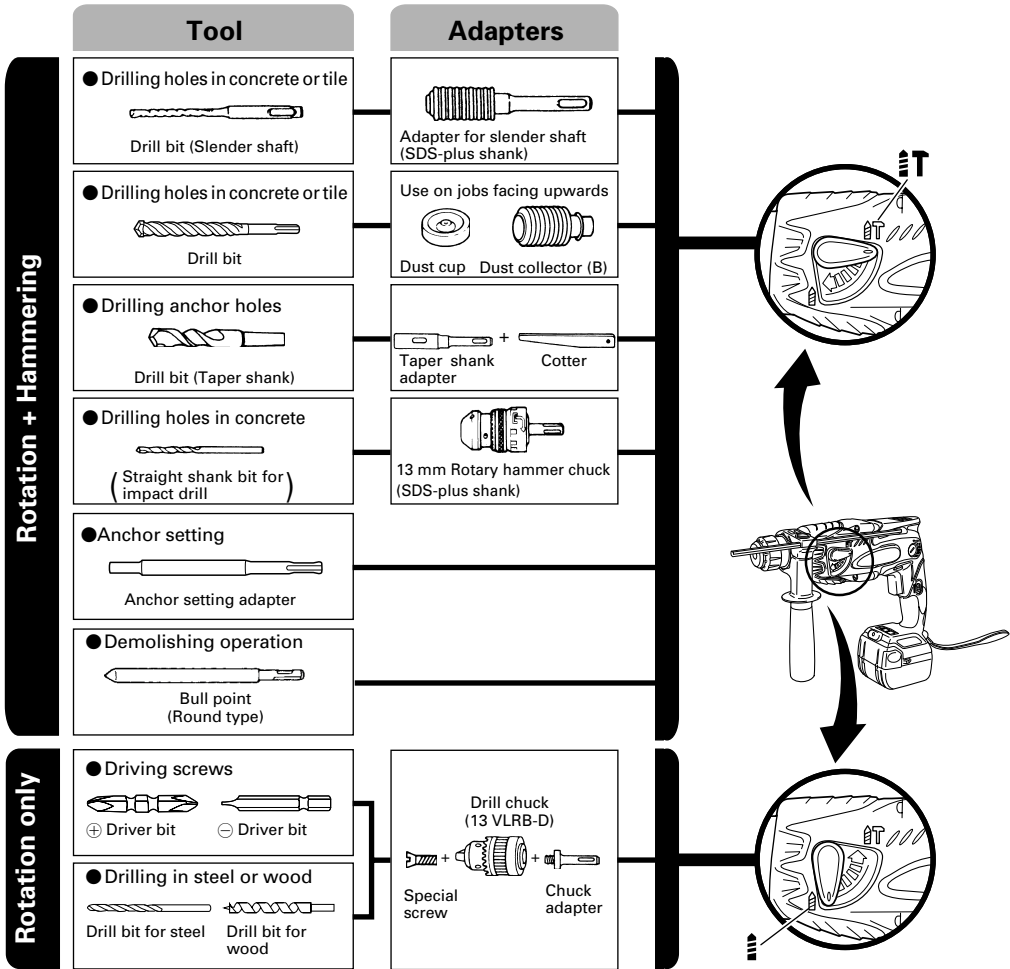 Tool
Adapters
Rotation + Hammering
● Drilling holes in concrete or tile
Drill bit (Slender shaft)
Adapter for slender shaft
(SDS-plus shank)
● Drilling holes in concrete or tile
Drill bit
Use on jobs facing upwards
Dust cup
Dust collector (B)
● Drilling anchor holes
Drill bit (Taper shank)
+
Taper shank
adapter
Cotter
● Drilling holes in concrete
(Straight shank bit for
impact drill)
13 mm Rotary hammer chuck
(SDS-plus shank)
●Anchor setting
Anchor setting adapter
● Demolishing operation
Bull point
(Round type)
Rotation only
● Driving screws
⊕ Driver bit
⊖ Driver bit
● Drilling in steel or wood
Drill bit for steel
Drill bit for
wood
Drill chuck
(13 VLRB-D)
+ +
Special
screw
Chuck
adapter